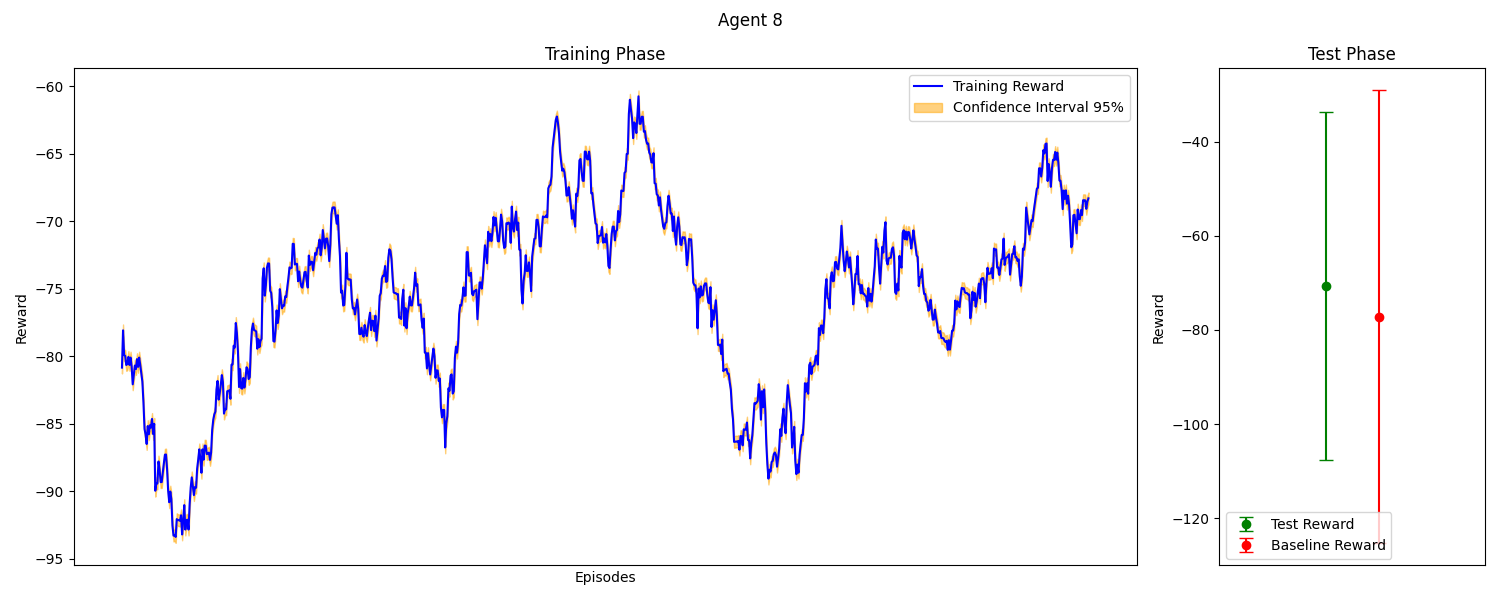 Agent 8
Training Phase
Reward
−60
−65
−70
−75
−80
−85
−90
−95
Training Reward
Confidence Interval 95%
Episodes
Test Phase
Reward
−40
−60
−80
−100
−120
Test Reward
Baseline Reward